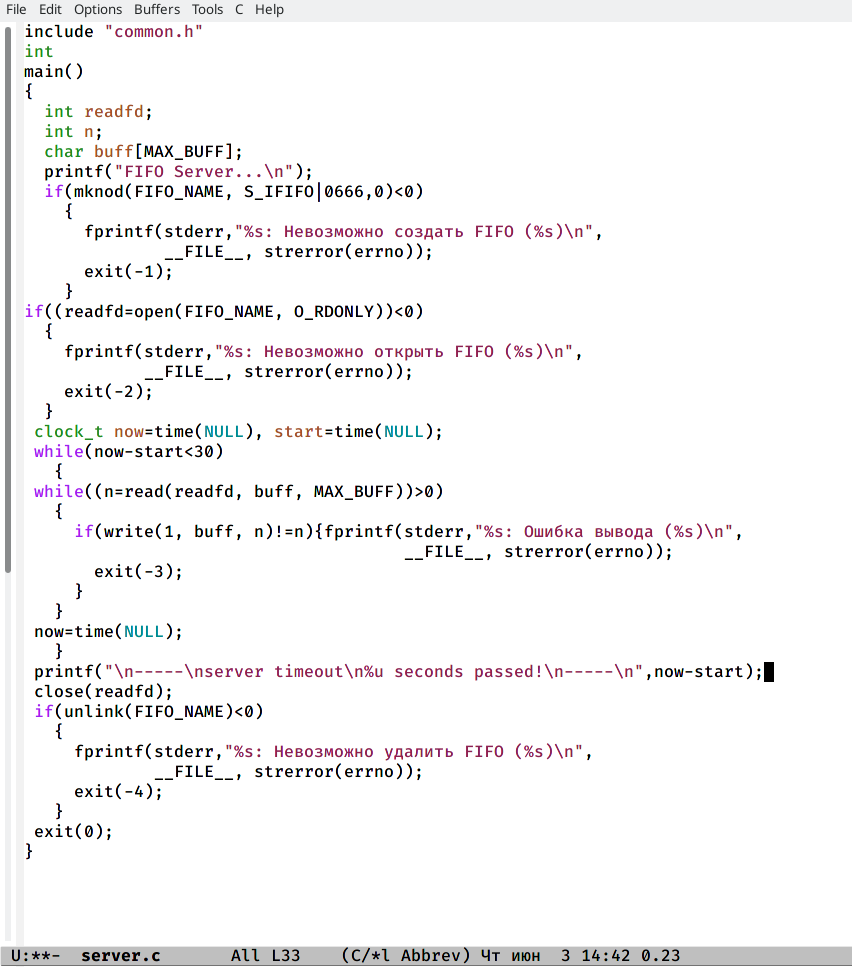 File Edit Options Buffers Tools C Help
include "common.h"
int
main()
{
  int readfd;
  int n;
  char buff[MAX_BUFF];
  printf("FIFO Server...\n");
  if(mknod(FIFO_NAME, S_IFIFO|0666,0)<0)
    {
      fprintf(stderr,"%s: Невозможно создать FIFO (%s)\n",
              __FILE__, strerror(errno));
      exit(-1);
    }
if((readfd=open(FIFO_NAME, O_RDONLY))<0)
  {
    fprintf(stderr,"%s: Невозможно открыть FIFO (%s)\n",
            __FILE__, strerror(errno));
    exit(-2);
  }
 clock_t now=time(NULL), start=time(NULL);
 while(now-start<30)
   {
 while((n=read(readfd, buff, MAX_BUFF))>0)
   {
     if(write(1, buff, n)!=n){fprintf(stderr,"%s: Ошибка вывода (%s)\n",
                                      __FILE__, strerror(errno));
       exit(-3);
     }
   }
 now=time(NULL);
   }
 printf("\n-----\nserver timeout\n%u seconds passed!\n-----\n",now-start);
 close(readfd);
 if(unlink(FIFO_NAME)<0)
   {
     fprintf(stderr,"%s: Невозможно удалить FIFO (%s)\n",
             __FILE__, strerror(errno));
     exit(-4);
   }
 exit(0);
}
U:**-  server.c       All L33    (C/*l Abbrev) Чт июн  3 14:42 0.23